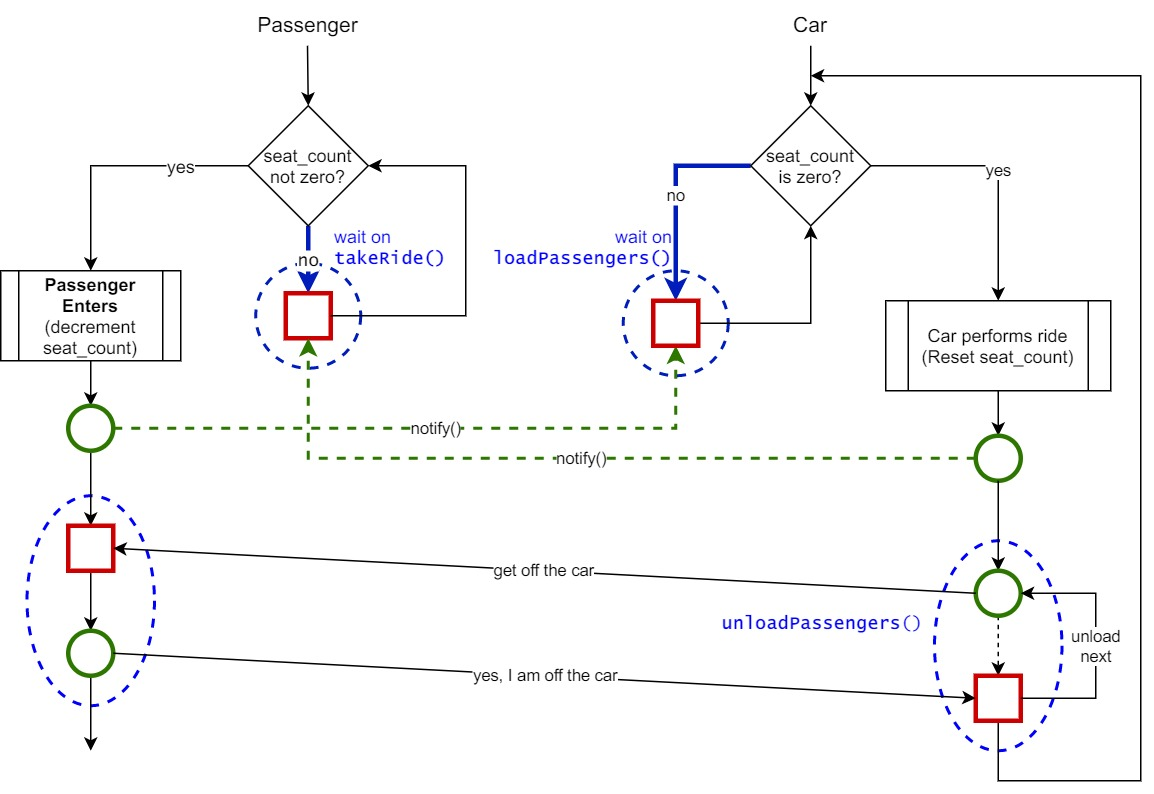 Passenger
Car
seat_count
not zero?
seat_count
is zero?
yes
yes
no
wait on
takeRide()
no
wait on
loadPassengers()
Passenger
Enters
(decrement
seat_count)
Car performs ride
(Reset seat_count)
notify()
notify()
get off the car
unloadPassengers()
unload
next
yes, I am off the car